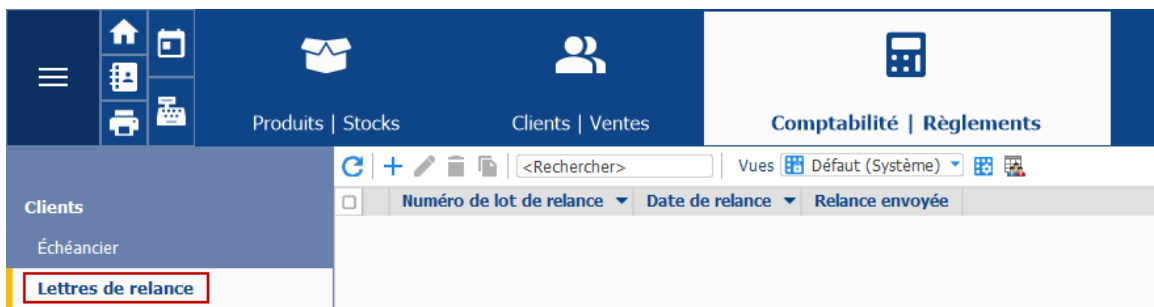 Produits | Stocks
Clients | Ventes
Comptabilité | Règlements
<Rechercher>
Vues
Défaut (Système)
Clients
Numéro de lot de relance
Date de relance
Relance envoyée
Échéancier
Lettres de relance